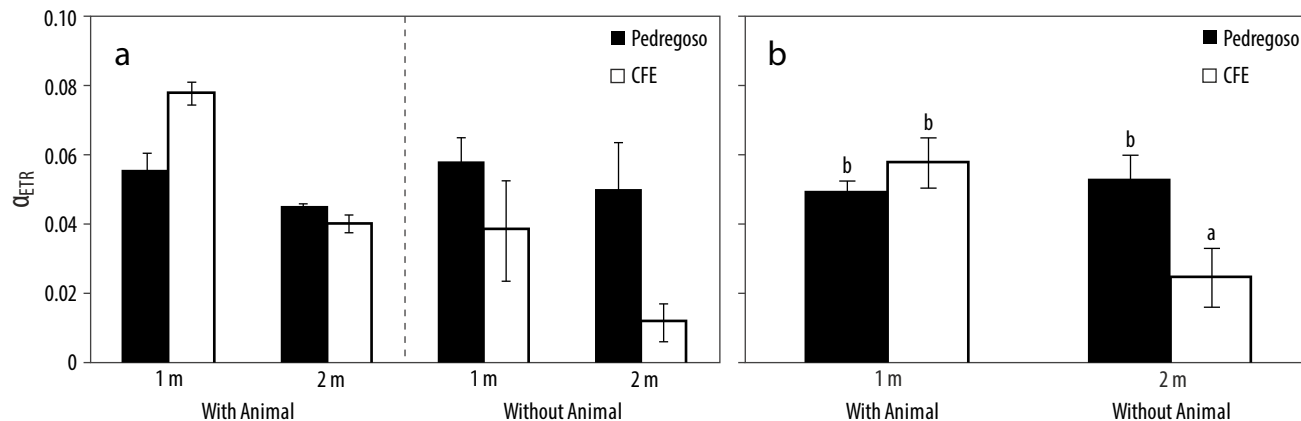 0.10
0.08
0.06
0.04
0.02
0
αETR
a
Pedregoso
CFE
1 m
2 m
1 m
2 m
With Animal
Without Animal
b
Pedregoso
CFE
b
b
b
a
1 m
2 m
With Animal
Without Animal